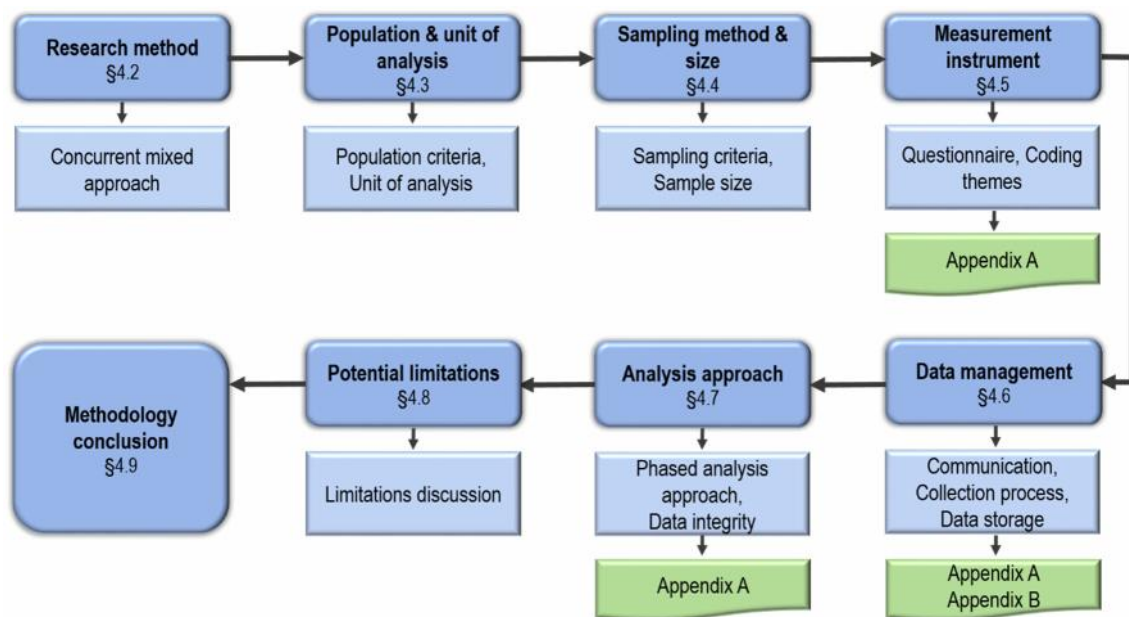 Research method
§4.2
Concurrent mixed
approach
Population & unit of
analysis
§4.3
Population criteria,
Unit of analysis
Sampling method &
size
§4.4
Sampling criteria,
Sample size
Measurement
instrument
§4.5
Questionnaire, Coding
themes
Appendix A
Data management
§4.6
Communication,
Collection process,
Data storage
Appendix A
Appendix B
Analysis approach
§4.7
Phased analysis
approach,
Data integrity
Appendix A
Potential limitations
§4.8
Limitations discussion
Methodology
conclusion
§4.9